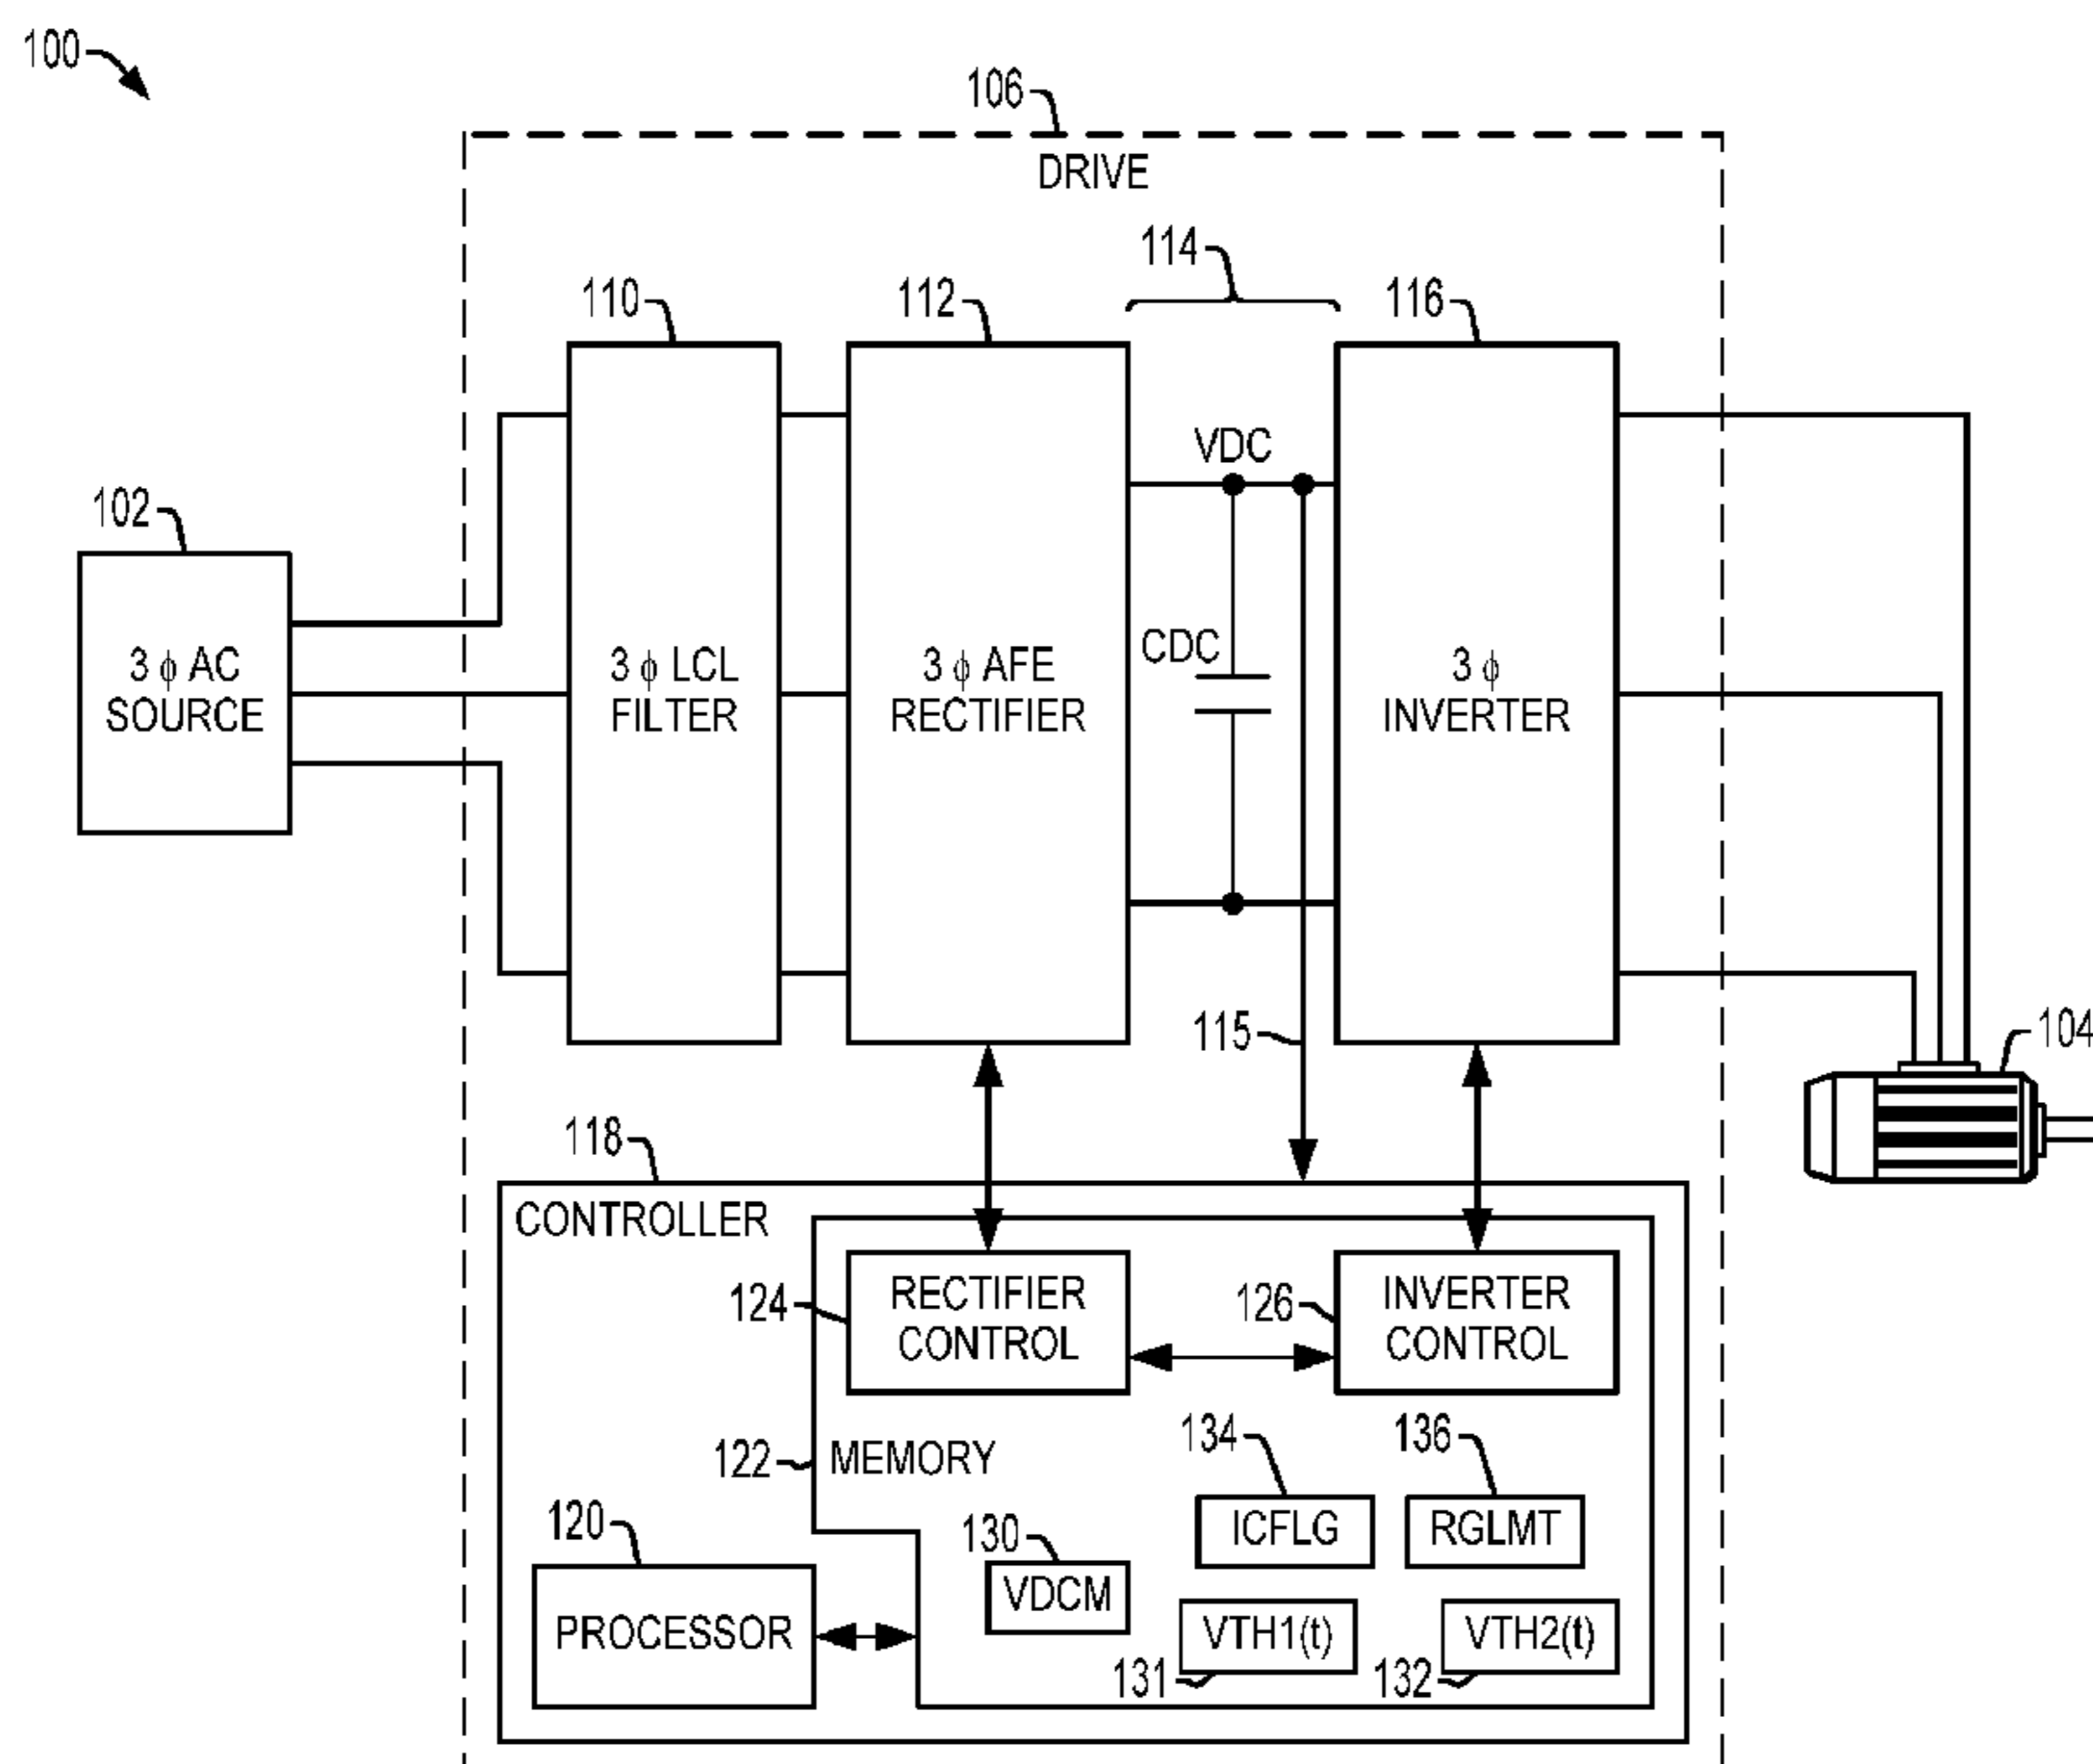 100
106
DRIVE
114
110
112
116
VDC
102
3 ϕ AC
SOURCE
3 ϕ LCL
FILTER
3 ϕ AFE
RECTIFIER
CDC
3 ϕ
INVERTER
115
104
118
CONTROLLER
124
RECTIFIER
CONTROL
126
INVERTER
CONTROL
122
MEMORY
134
136
ICFLG
RGLMT
120
PROCESSOR
130
VDCM
VTH1(t)
VTH2(t)
131
132